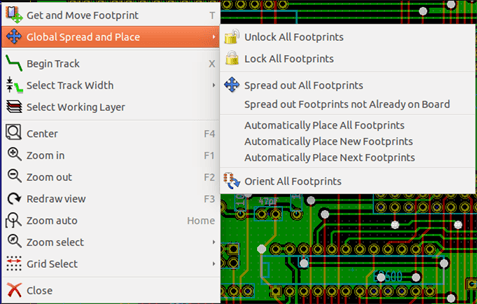 Get and Move Footprint T
Global Spread and Place
Begin Track X
Select Track Width
Select Working Layer
Center F4
Zoom in F1
Zoom out F2
Redraw view F3
Zoom auto Home
Zoom select
Grid Select
Close
Unlock All Footprints
Lock All Footprints
Spread out All Footprints
Spread out Footprints not Already on Board
Automatically Place All Footprints
Automatically Place New Footprints
Automatically Place Next Footprints
Orient All Footprints
47pF